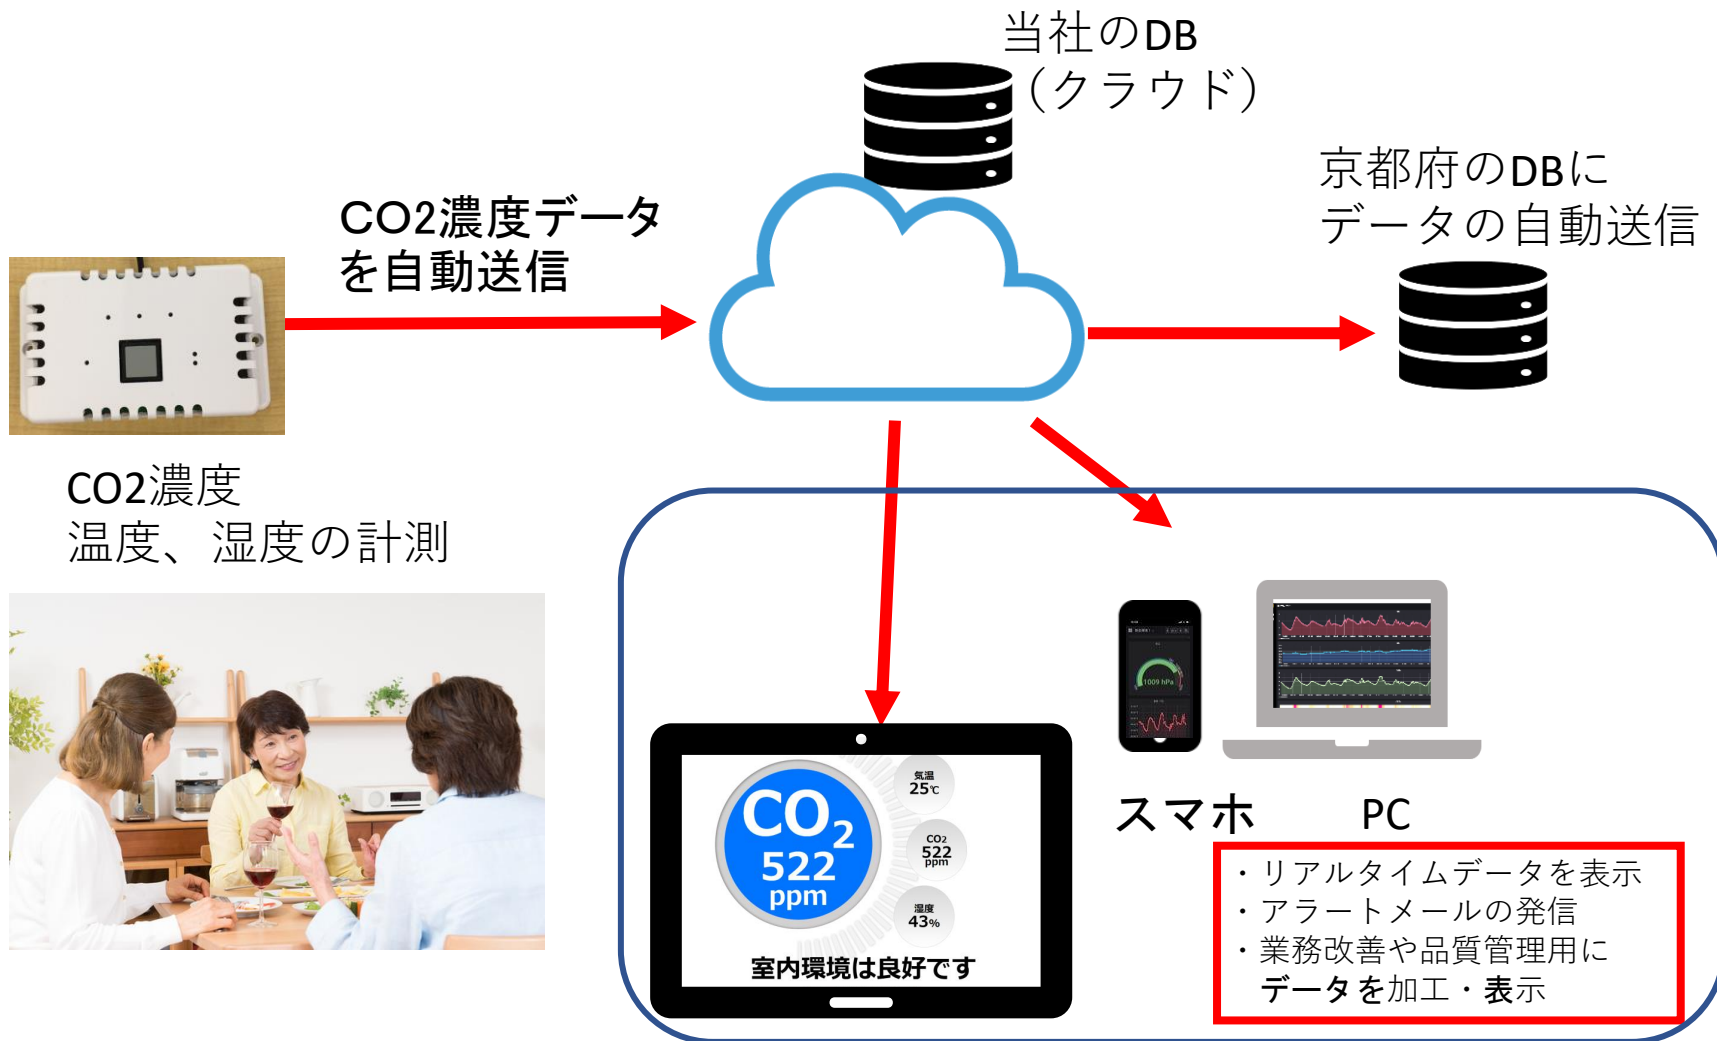 当社のDB
（クラウド）
京都府のDBに
データの自動送信
CO2濃度データ
を自動送信
CO2濃度
温度、湿度の計測
1009 hPa
気温
25℃
CO2
522
ppm
CO2
522
ppm
湿度
43%
室内環境は良好です
スマホ
PC
・リアルタイムデータを表示
・アラートメールの発信
・業務改善や品質管理用に
データを加工・表示